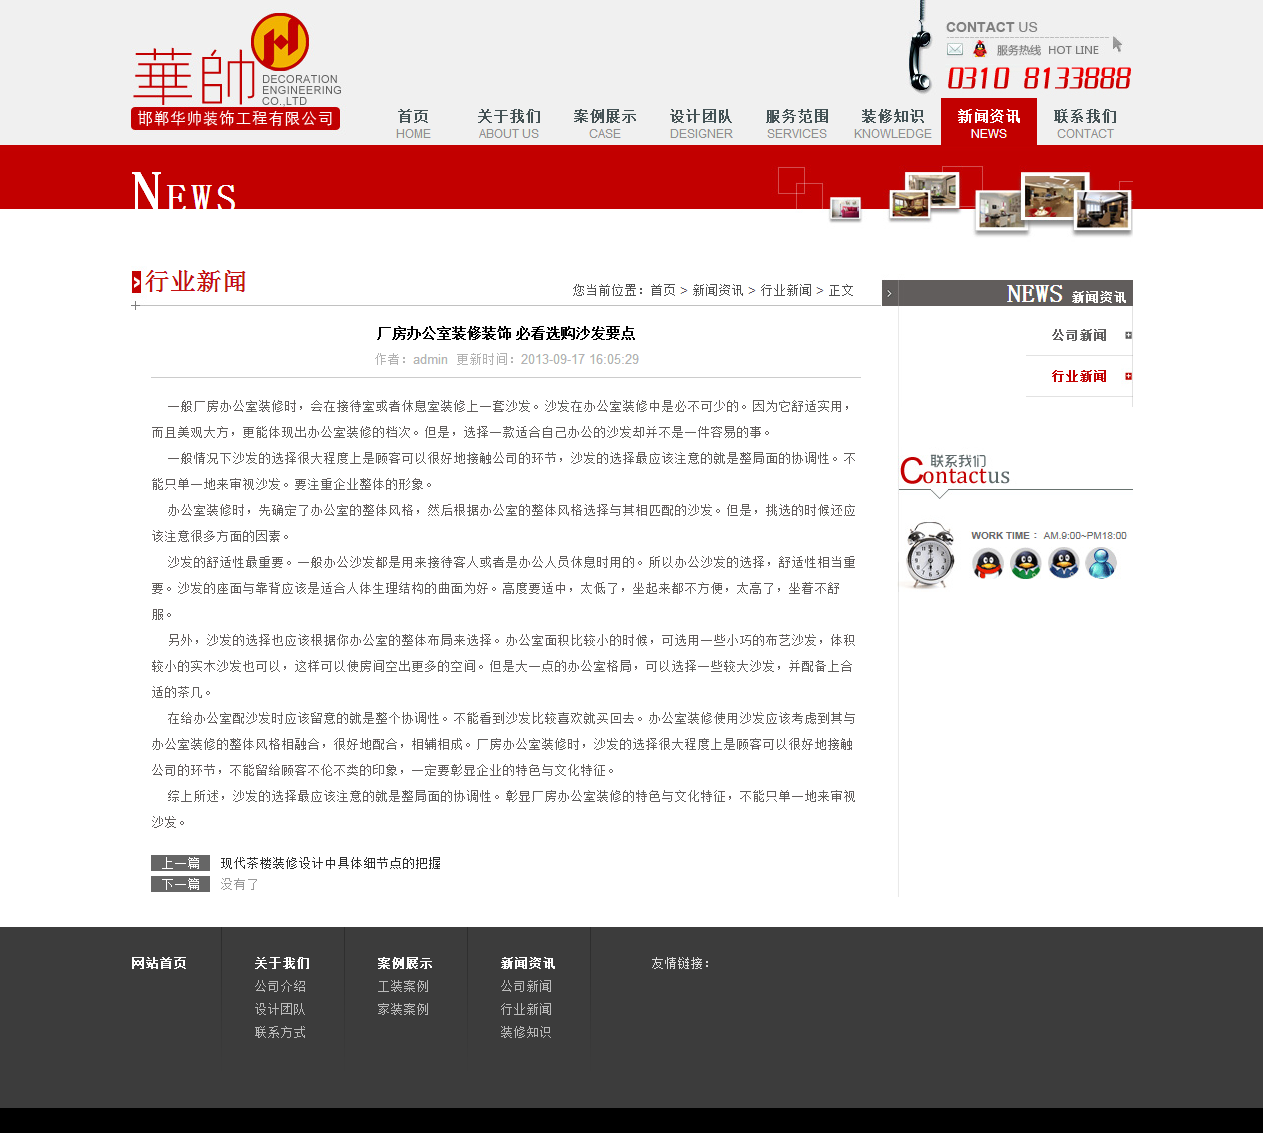 華帥
DECORATION
ENGINEERING
CO.,LTD
邯郸华帅装饰工程有限公司
CONTACT US
服务热线 HOT LINE
0310 8133888
首页 关于我们 案例展示 设计团队 服务范围 装修知识 新闻资讯 联系我们
HOME ABOUT US CASE DESIGNER SERVICES KNOWLEDGE NEWS CONTACT
NEWS
行业新闻
您当前位置：首页 > 新闻资讯 > 行业新闻 > 正文
厂房办公室装修装饰 必看选购沙发要点
作者：admin 更新时间：2013-09-17 16:05:29
一般厂房办公室装修时，会在接待室或者休息室装修上一套沙发。沙发在办公室装修中是必不可少的。因为它舒适实用，
而且美观大方，更能体现出办公室装修的档次。但是，选择一款适合自己办公的沙发却并不是一件容易的事。
一般情况下沙发的选择很大程度上是顾客可以很好地接触公司的环节，沙发的选择最应该注意的就是整局面的协调性。不
能只单一地来审视沙发。要注重企业整体的形象。
办公室装修时，先确定了办公室的整体风格，然后根据办公室的整体风格选择与其相匹配的沙发。但是，挑选的时候还应
该注意很多方面的因素。
沙发的舒适性最重要。一般办公沙发都是用来接待客人或者是办公人员休息时用的。所以办公沙发的选择，舒适性相当重
要。沙发的座面与靠背应该是适合人体生理结构的曲面为好。高度要适中，太低了，坐起来都不方便，太高了，坐着不舒
服。
另外，沙发的选择也应该根据你办公室的整体布局来选择。办公室面积比较小的时候，可选用一些小巧的布艺沙发，体积
较小的实木沙发也可以，这样可以使房间空出更多的空间。但是大一点的办公室格局，可以选择一些较大沙发，并配备上合
适的茶几。
在给办公室配沙发时应该留意的就是整个协调性。不能看到沙发比较喜欢就买回去。办公室装修使用沙发应该考虑到其与
办公室装修的整体风格相融合，很好地配合，相辅相成。厂房办公室装修时，沙发的选择很大程度上是顾客可以很好地接触
公司的环节，不能留给顾客不伦不类的印象，一定要彰显企业的特色与文化特征。
综上所述，沙发的选择最应该注意的就是整局面的协调性。彰显厂房办公室装修的特色与文化特征，不能只单一地来审视
沙发。
上一篇 现代茶楼装修设计中具体细节点的把握
下一篇 没有了
NEWS 新闻资讯
公司新闻
行业新闻
联系我们
Contactus
WORK TIME： AM.9:00~PM18:00
网站首页 关于我们 案例展示 新闻资讯 友情链接：
公司介绍 工装案例 公司新闻
设计团队 家装案例 行业新闻
联系方式 装修知识